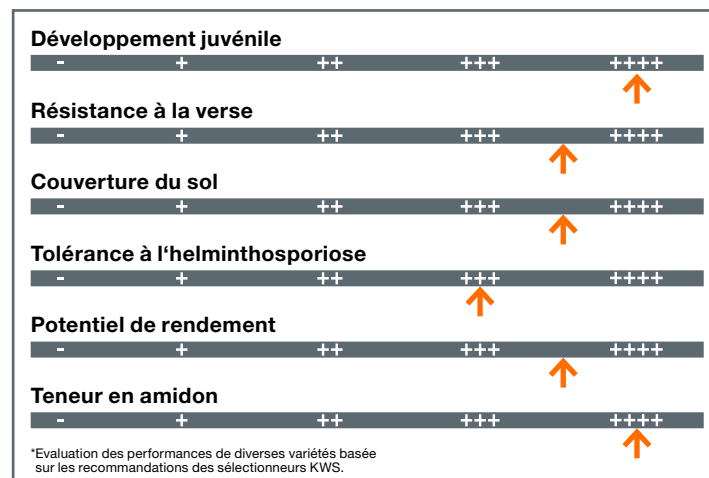 Développement juvénile
- + ++ +++ ++++
Résistance à la verse
- + ++ +++ ++++
Couverture du sol
- + ++ +++ ++++
Tolérance à l‘helminthosporiose
- + ++ +++ ++++
Potentiel de rendement
- + ++ +++ ++++
Teneur en amidon
- + ++ +++ ++++
*Evaluation des performances de diverses variétés basée
sur les recommandations des sélectionneurs KWS.